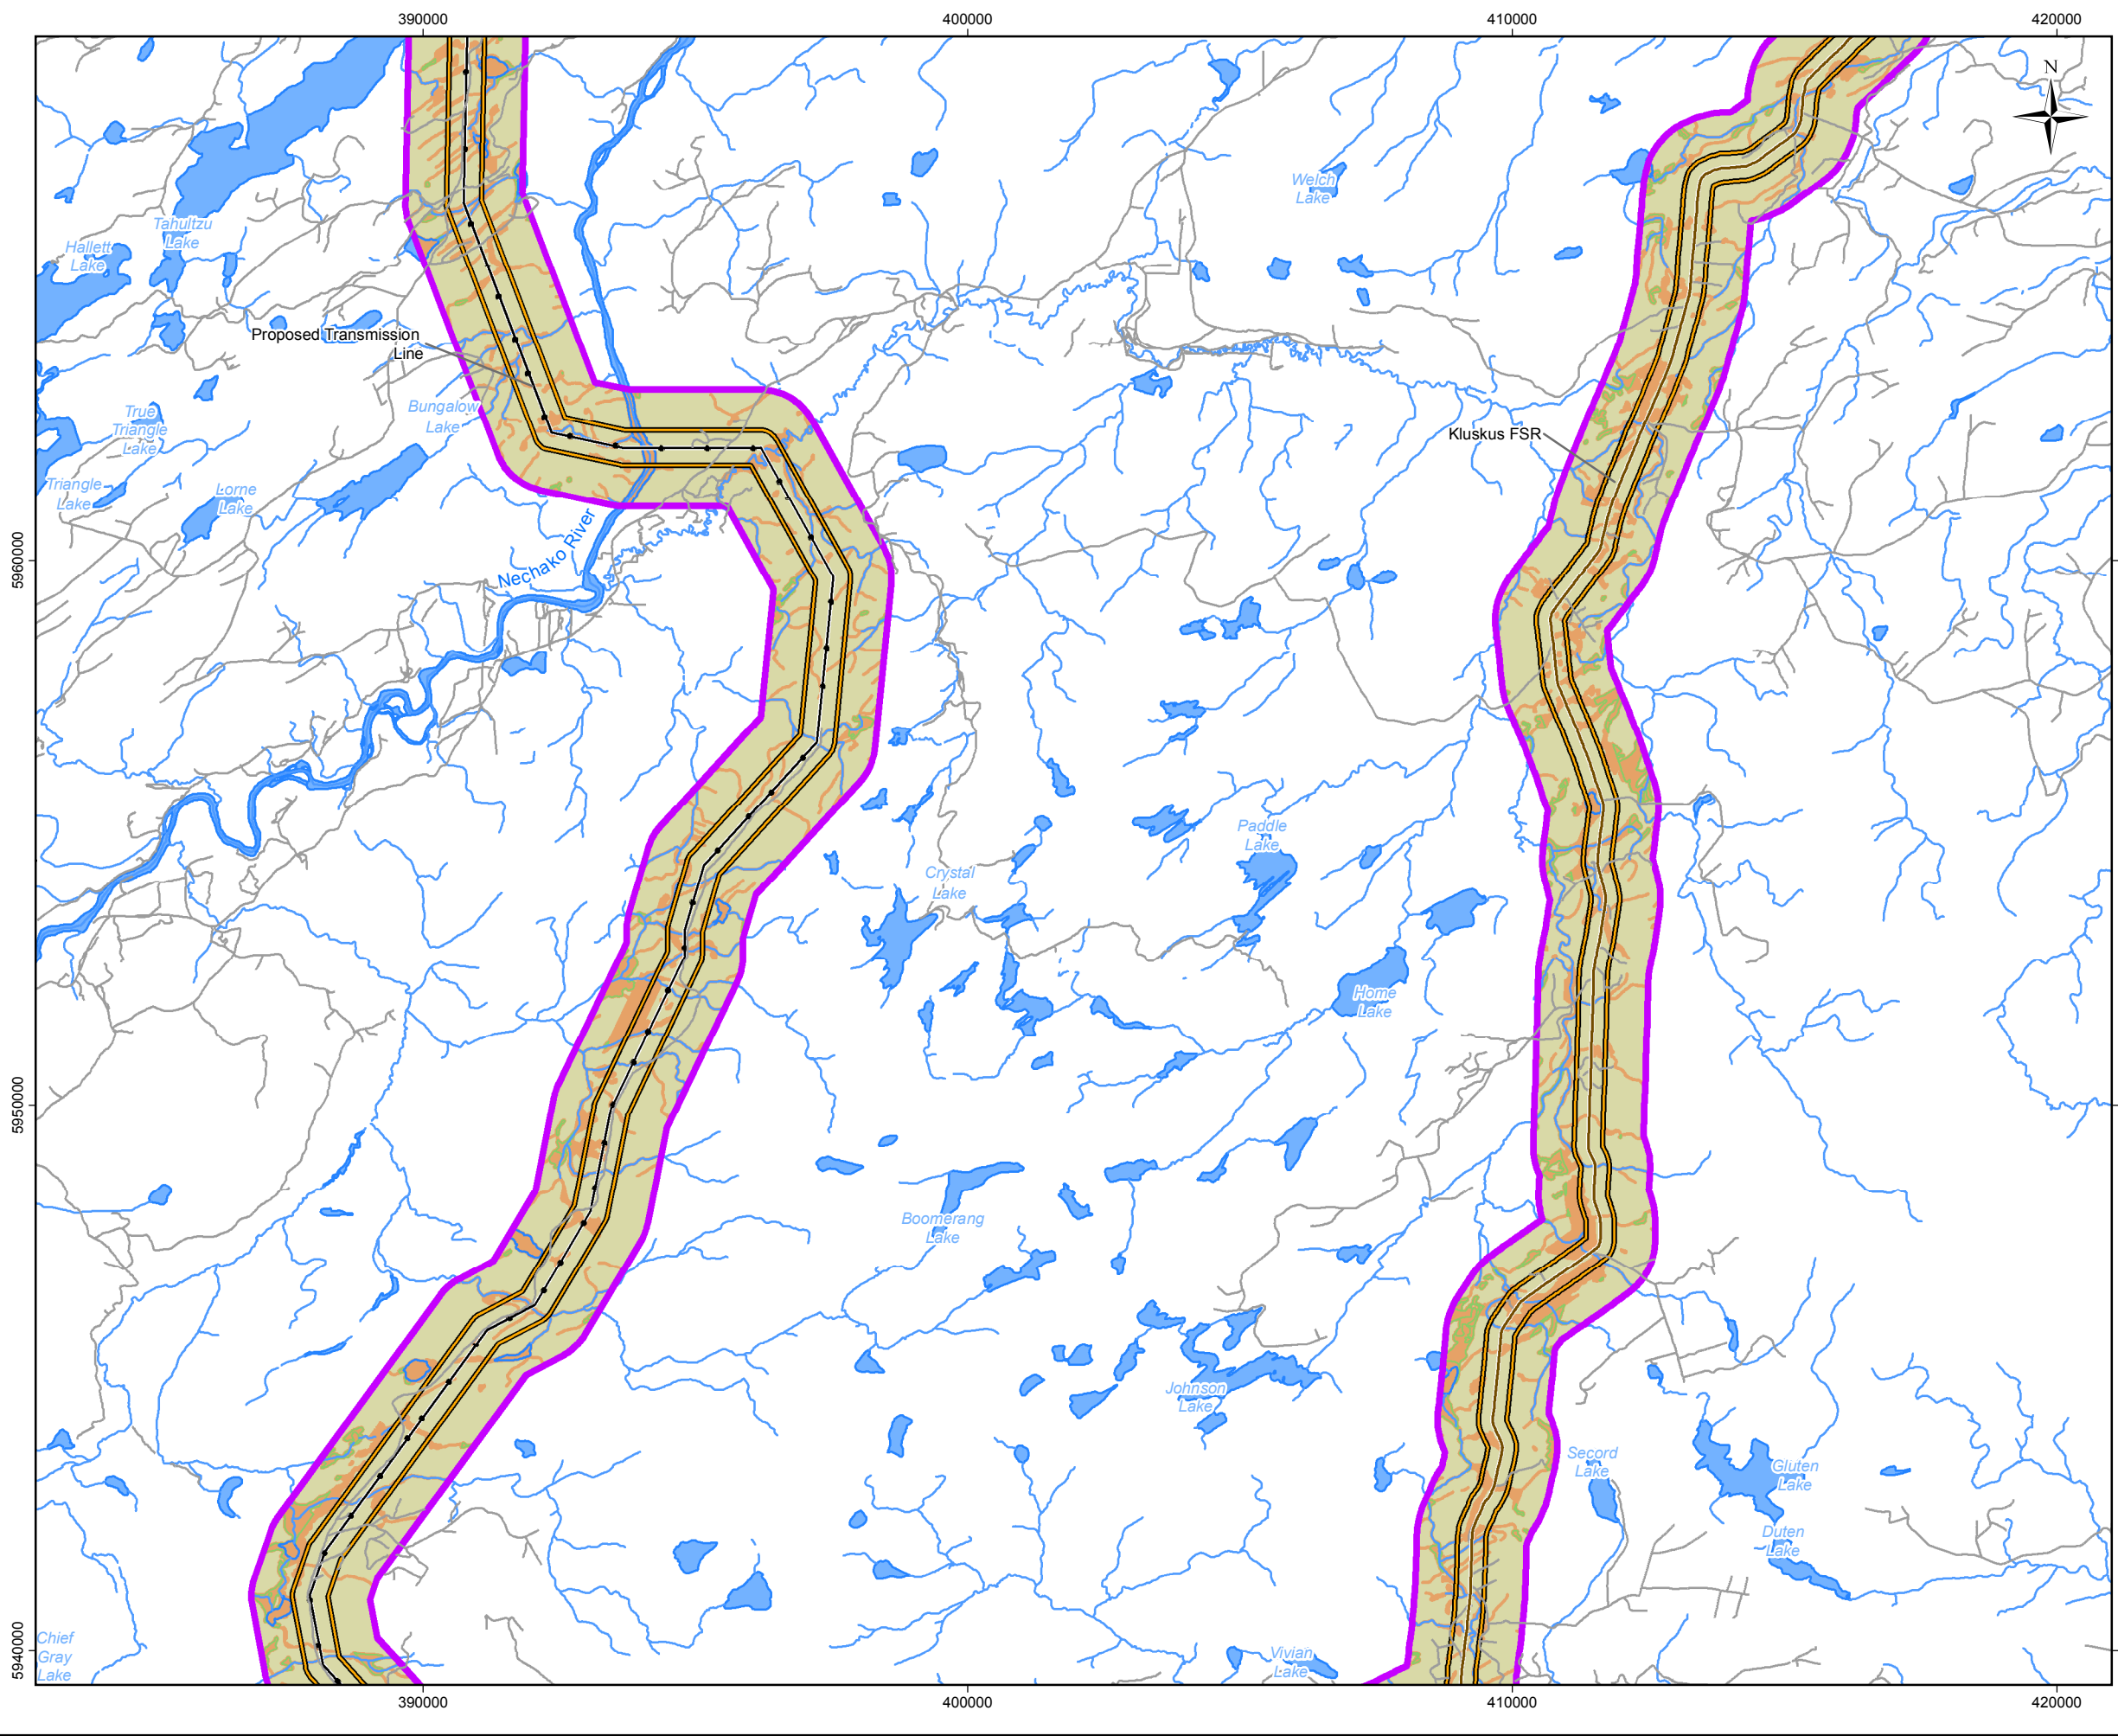 390000
400000
410000
420000
N
Welch
Lake
Tahultzu
Lake
Hallett
Lake
Proposed Transmission
Line
Bungalow
Lake
True
Triangle
Lake
Kluskus FSR
Triangle
Lake
Lorne
Lake
Nechako River
5960000
Paddle
Lake
Crystal
Lake
Home
Lake
5950000
Boomerang
Lake
Johnson
Lake
Secord
Lake
Gluten
Lake
Duten
Lake
5940000
Chief
Gray
Lake
Vivian
Lake
390000
400000
410000
420000